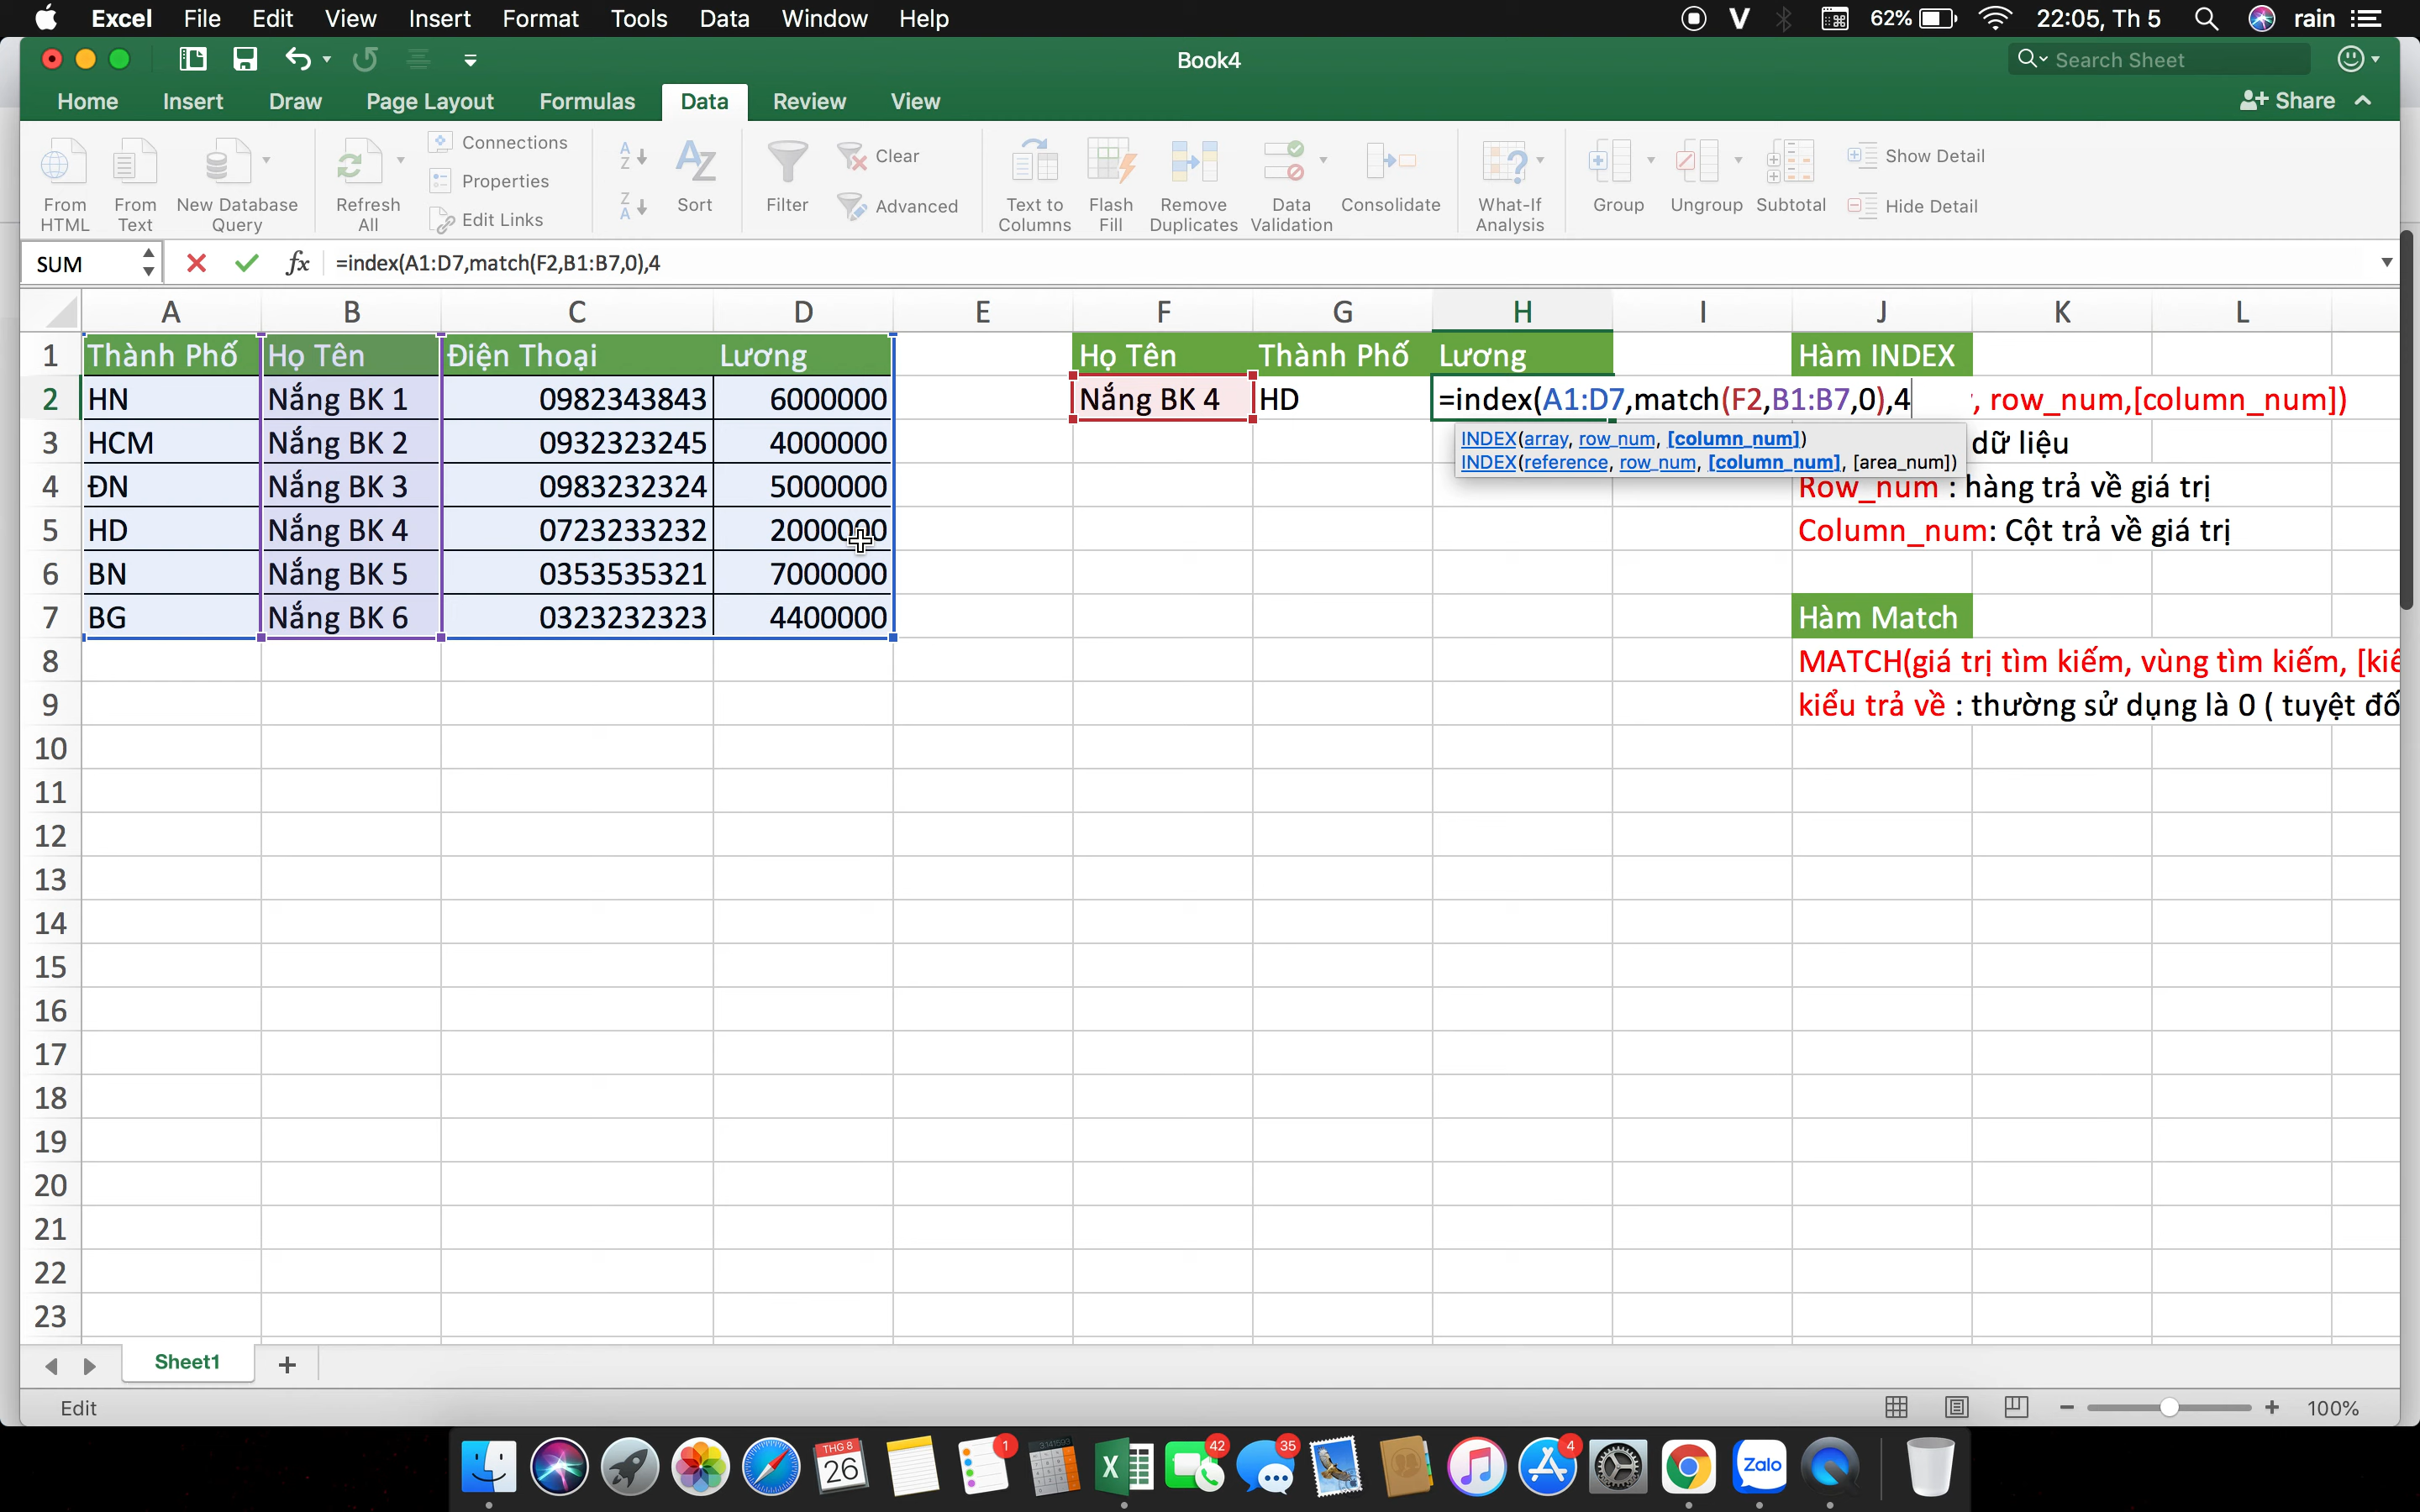 Excel File Edit View Insert Format Tools Data Window Help 62% 22:05, Th 5 rain
Book4
Search Sheet
Home Insert Draw Page Layout Formulas Data Review View Share
From HTML
From Text
New Database Query
Refresh All
Connections
Properties
Edit Links
Sort
Filter
Clear
Advanced
Text to Columns
Flash Fill
Remove Duplicates
Data Validation
Consolidate
What-If Analysis
Group
Ungroup
Subtotal
Show Detail
Hide Detail
SUM fx =index(A1:D7,match(F2,B1:B7,0),4
A B C D E F G H I J K L
1 Thành Phố Họ Tên Điện Thoại Lương Họ Tên Thành Phố Lương Hàm INDEX
2 HN Nắng BK 1 0982343843 6000000 Nắng BK 4 HD =index(A1:D7,match(F2,B1:B7,0),4 , row_num,[column_num])
INDEX(array, row_num, [column_num])
INDEX(reference, row_num, [column_num], [area_num])
3 HCM Nắng BK 2 0932323245 4000000 dữ liệu
4 ĐN Nắng BK 3 0983232324 5000000 Row_num : hàng trả về giá trị
5 HD Nắng BK 4 0723233232 2000000 Column_num: Cột trả về giá trị
6 BN Nắng BK 5 0353535321 7000000
7 BG Nắng BK 6 0323232323 4400000 Hàm Match
8 MATCH(giá trị tìm kiếm, vùng tìm kiếm, [kiế
9 kiểu trả về : thường sử dụng là 0 ( tuyệt đố
10
11
12
13
14
15
16
17
18
19
20
21
22
23
Sheet1
Edit 100%
THG 8
26
1
42
35
4
Zalo